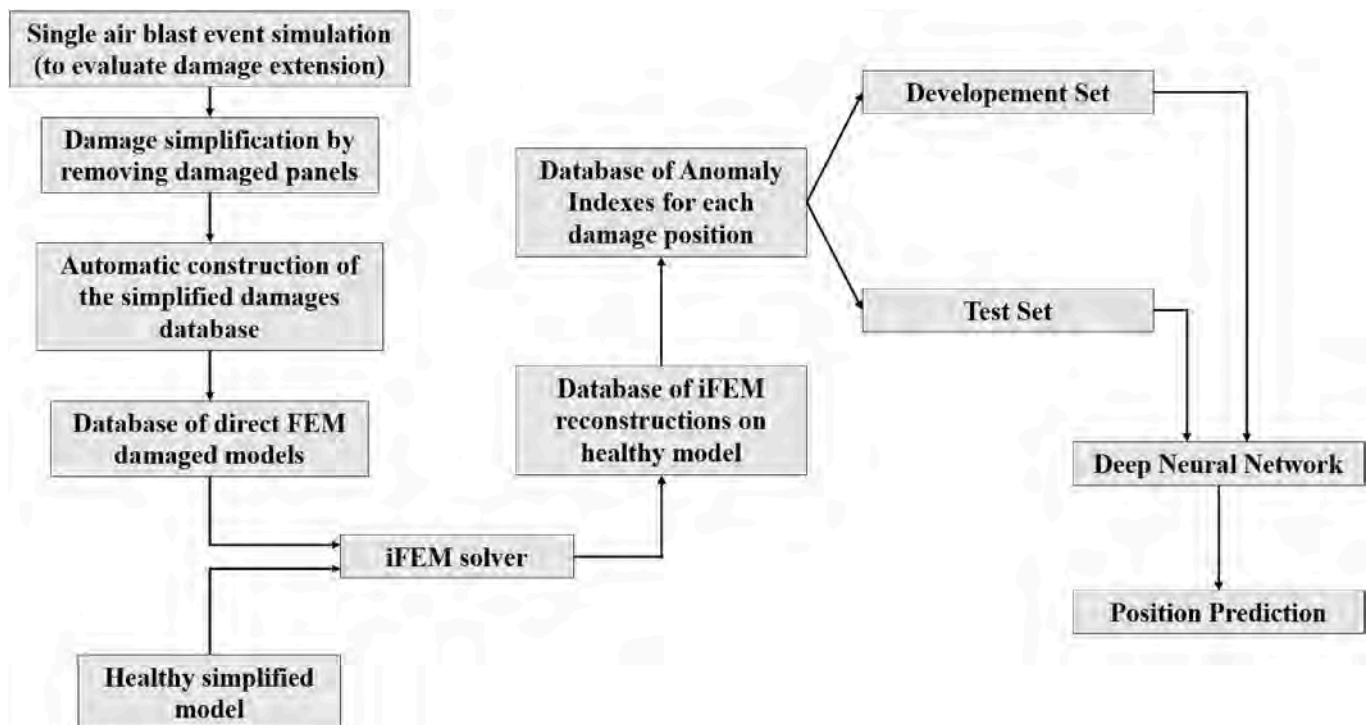 Single air blast event simulation
(to evaluate damage extension)
Damage simplification by
removing damaged panels
Automatic construction of
the simplified damages
database
Database of direct FEM
damaged models
Healthy simplified
model
iFEM solver
Database of iFEM
reconstructions on
healthy model
Database of Anomaly
Indexes for each
damage position
Developement Set
Test Set
Deep Neural Network
Position Prediction